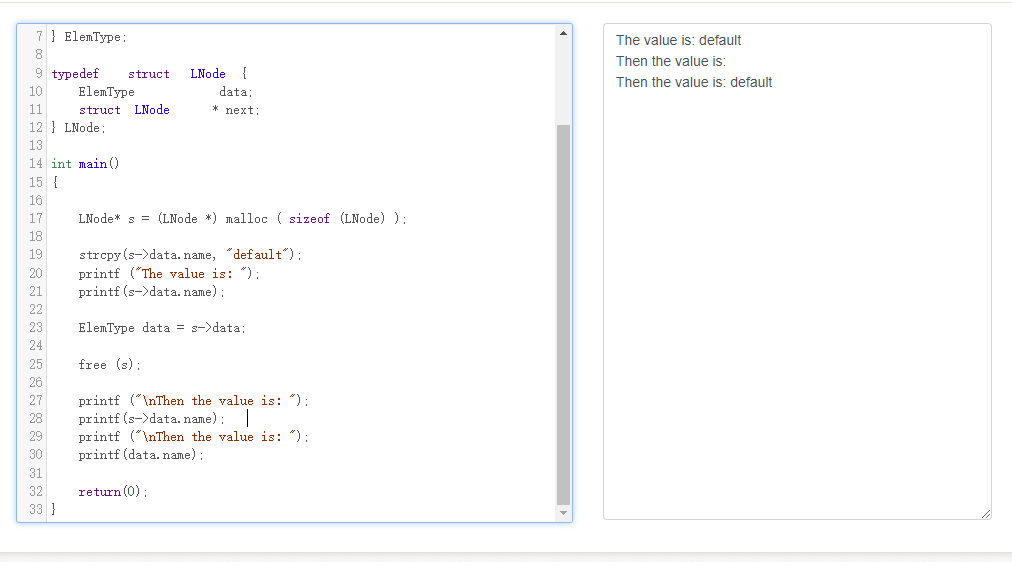 7 } ElemType;
8
9 typedef    struct   LNode  {
10     ElemType            data;
11     struct  LNode      * next;
12 } LNode;
13
14 int main()
15 {
16
17     LNode* s = (LNode *) malloc ( sizeof (LNode) );
18
19     strcpy(s->data.name, "default");
20     printf ("The value is: ");
21     printf(s->data.name);
22
23     ElemType data = s->data;
24
25     free (s);
26
27     printf ("\nThen the value is: ");
28     printf(s->data.name);
29     printf ("\nThen the value is: ");
30     printf(data.name);
31
32     return(0);
33 }
The value is: default
Then the value is:
Then the value is: default